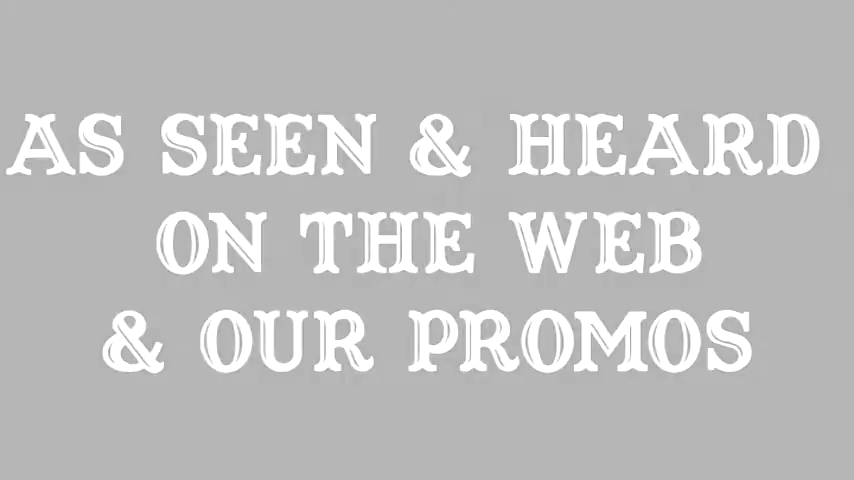 AS SEEN & HEARD
ON THE WEB
& OUR PROMOS